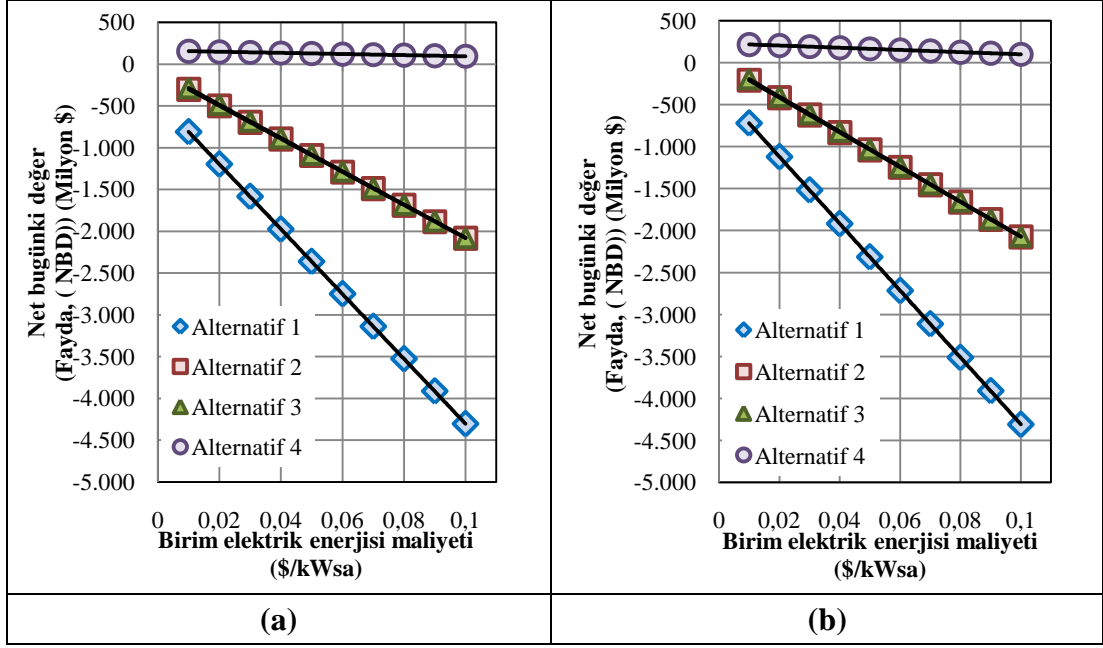 500
0
-500
-1.000
-1.500
-2.000
-2.500
-3.000
-3.500
-4.000
-4.500
-5.000
Net bugünki değer
(Fayda, ( NBD)) (Milyon $)
Alternatif 1
Alternatif 2
Alternatif 3
Alternatif 4
0 0,02 0,04 0,06 0,08 0,1
Birim elektrik enerjisi maliyeti
($/kWsa)
(a)
500
0
-500
-1.000
-1.500
-2.000
-2.500
-3.000
-3.500
-4.000
-4.500
-5.000
Net bugünki değer
(Fayda, ( NBD)) (Milyon $)
Alternatif 1
Alternatif 2
Alternatif 3
Alternatif 4
0 0,02 0,04 0,06 0,08 0,1
Birim elektrik enerjisi maliyeti
($/kWsa)
(b)